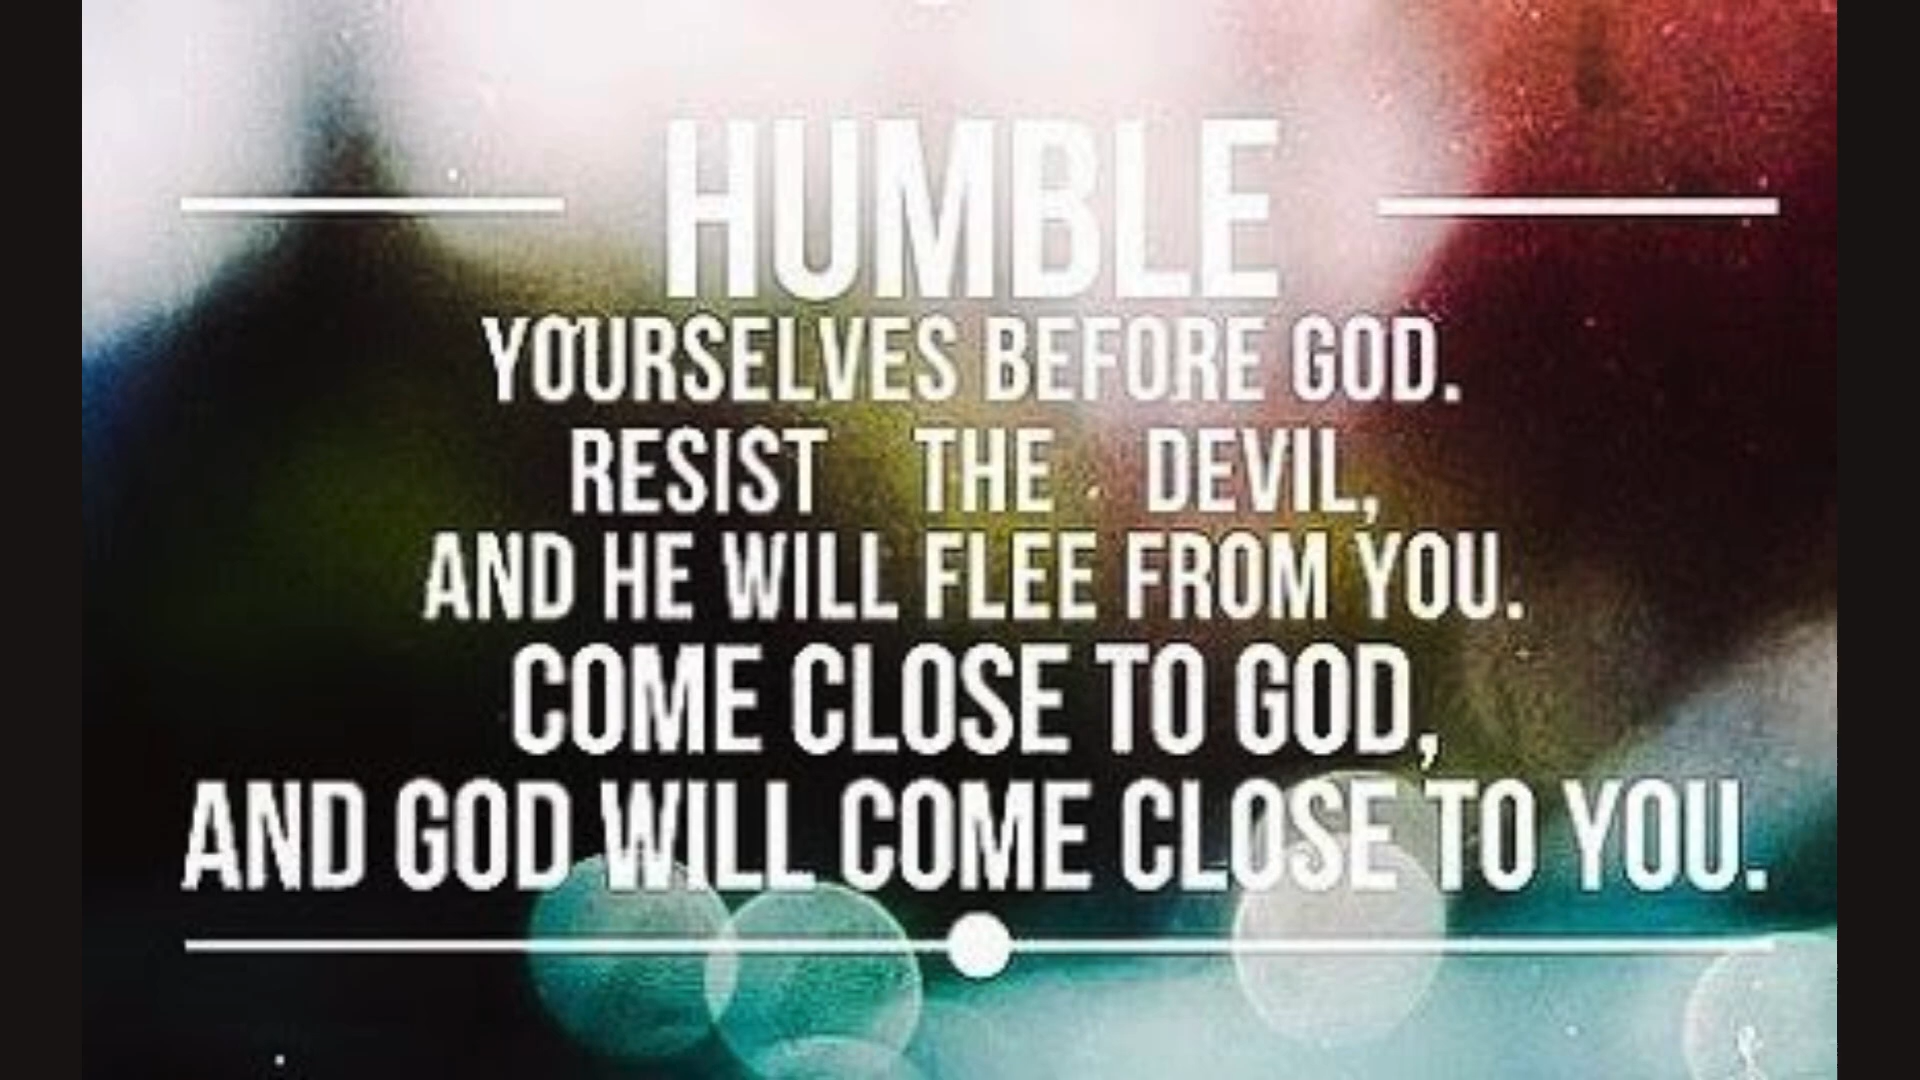 HUMBLE
YOURSELVES BEFORE GOD.
RESIST THE DEVIL,
AND HE WILL FLEE FROM YOU.
COME CLOSE TO GOD,
AND GOD WILL COME CLOSE TO YOU.